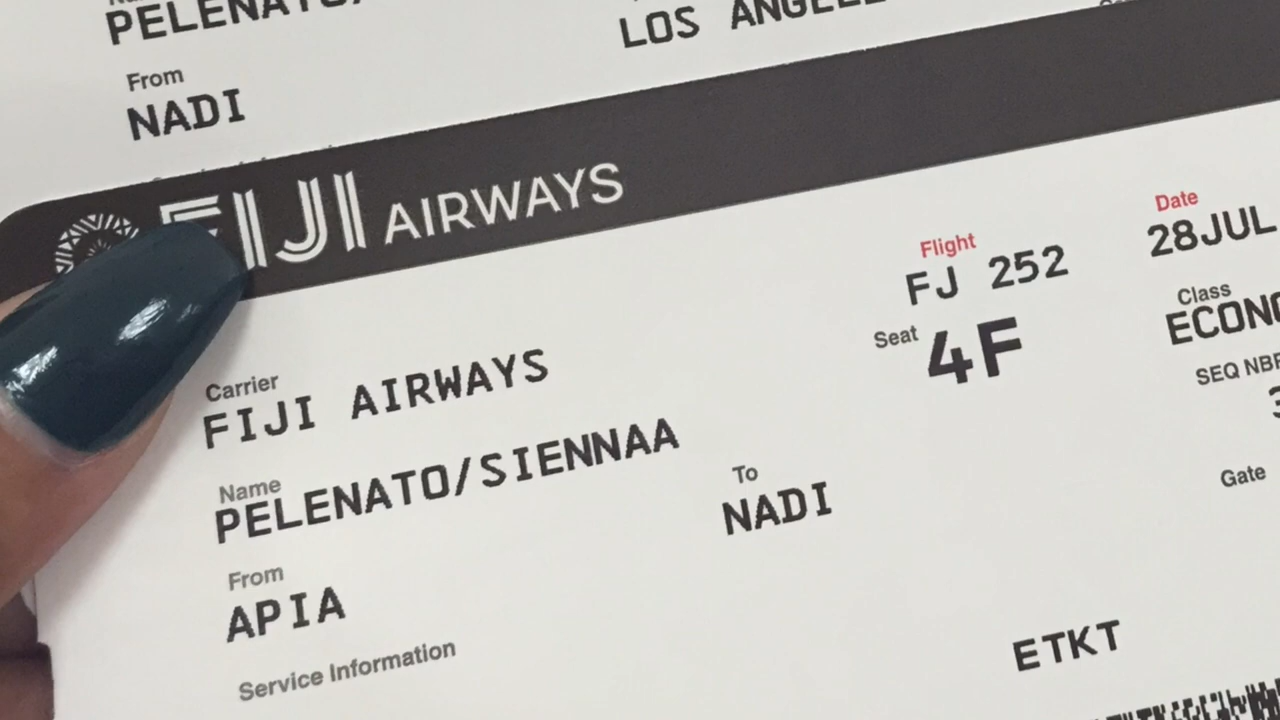 PELENATO/
LOS ANGELE
From
NADI
FIJI AIRWAYS
Flight
FJ 252
Date
28JUL
Seat 4F
Class
ECONO
SEQ NBR
Carrier
FIJI AIRWAYS
Name
PELENATO/SIENNAA
To
NADI
Gate
From
APIA
Service Information
ETKT